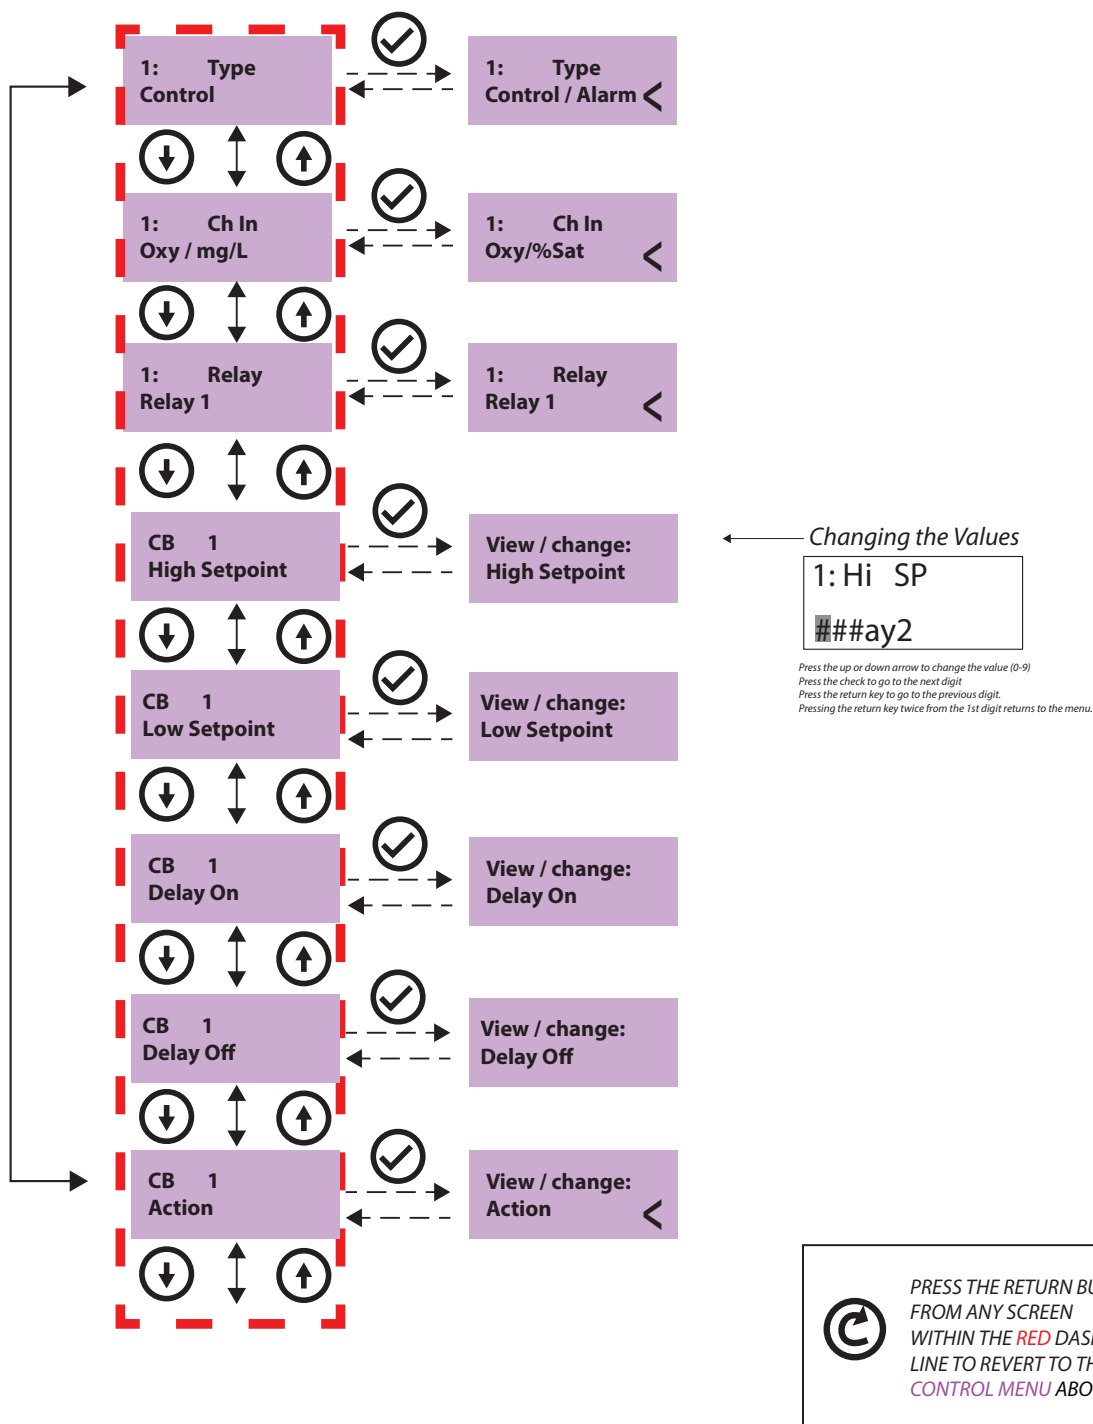 1: Type
Control
1: Type
Control / Alarm <
1: Ch In
Oxy / mg/L
1: Ch In
Oxy/%Sat <
1: Relay
Relay 1
1: Relay
Relay 1 <
CB 1
High Setpoint
View / change:
High Setpoint
Changing the Values
1: Hi SP
###ay2
Press the up or down arrow to change the value (0-9)
Press the check to go to the next digit
Press the return key to go to the previous digit.
Pressing the return key twice from the 1st digit returns to the menu.
CB 1
Low Setpoint
View / change:
Low Setpoint
CB 1
Delay On
View / change:
Delay On
CB 1
Delay Off
View / change:
Delay Off
CB 1
Action
View / change:
Action <
PRESS THE RETURN BU
FROM ANY SCREEN
WITHIN THE RED DAS
LINE TO REVERT TO TH
CONTROL MENU ABO